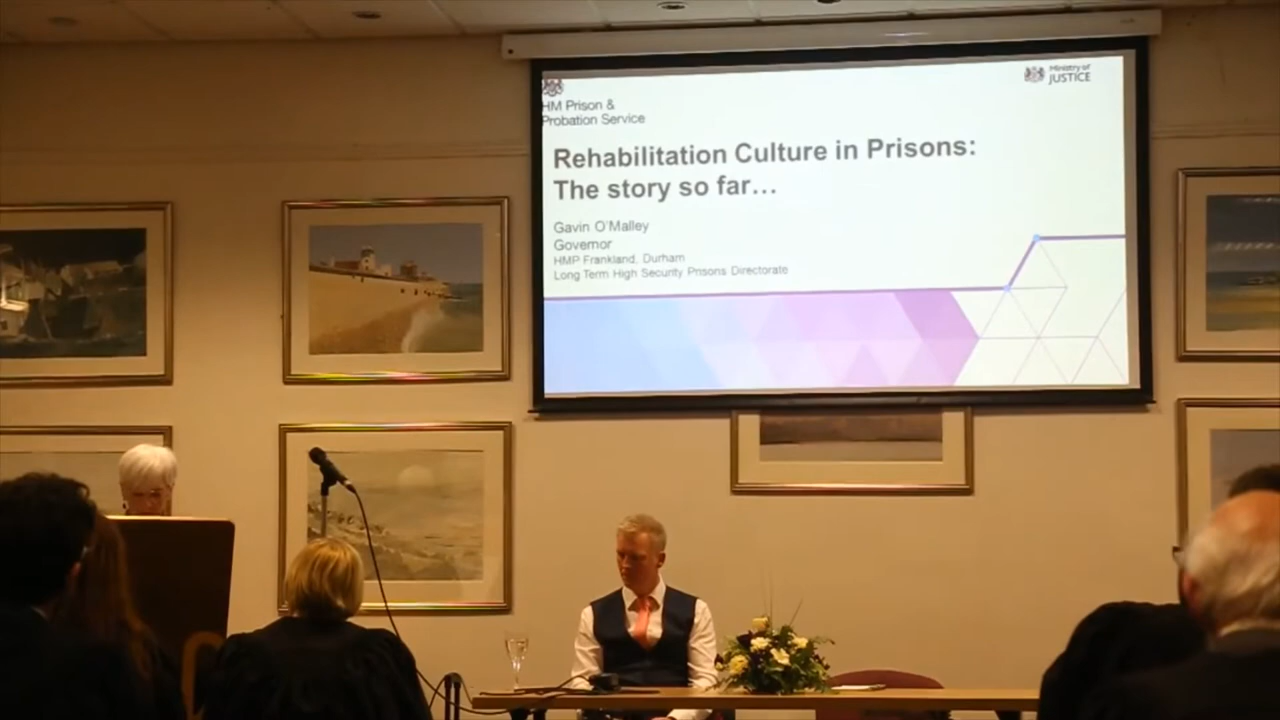 HM Prison &
Probation Service
Ministry of
JUSTICE
Rehabilitation Culture in Prisons:
The story so far...
Gavin O'Malley
Governor
HMP Frankland, Durham
Long Term High Security Prisons Directorate